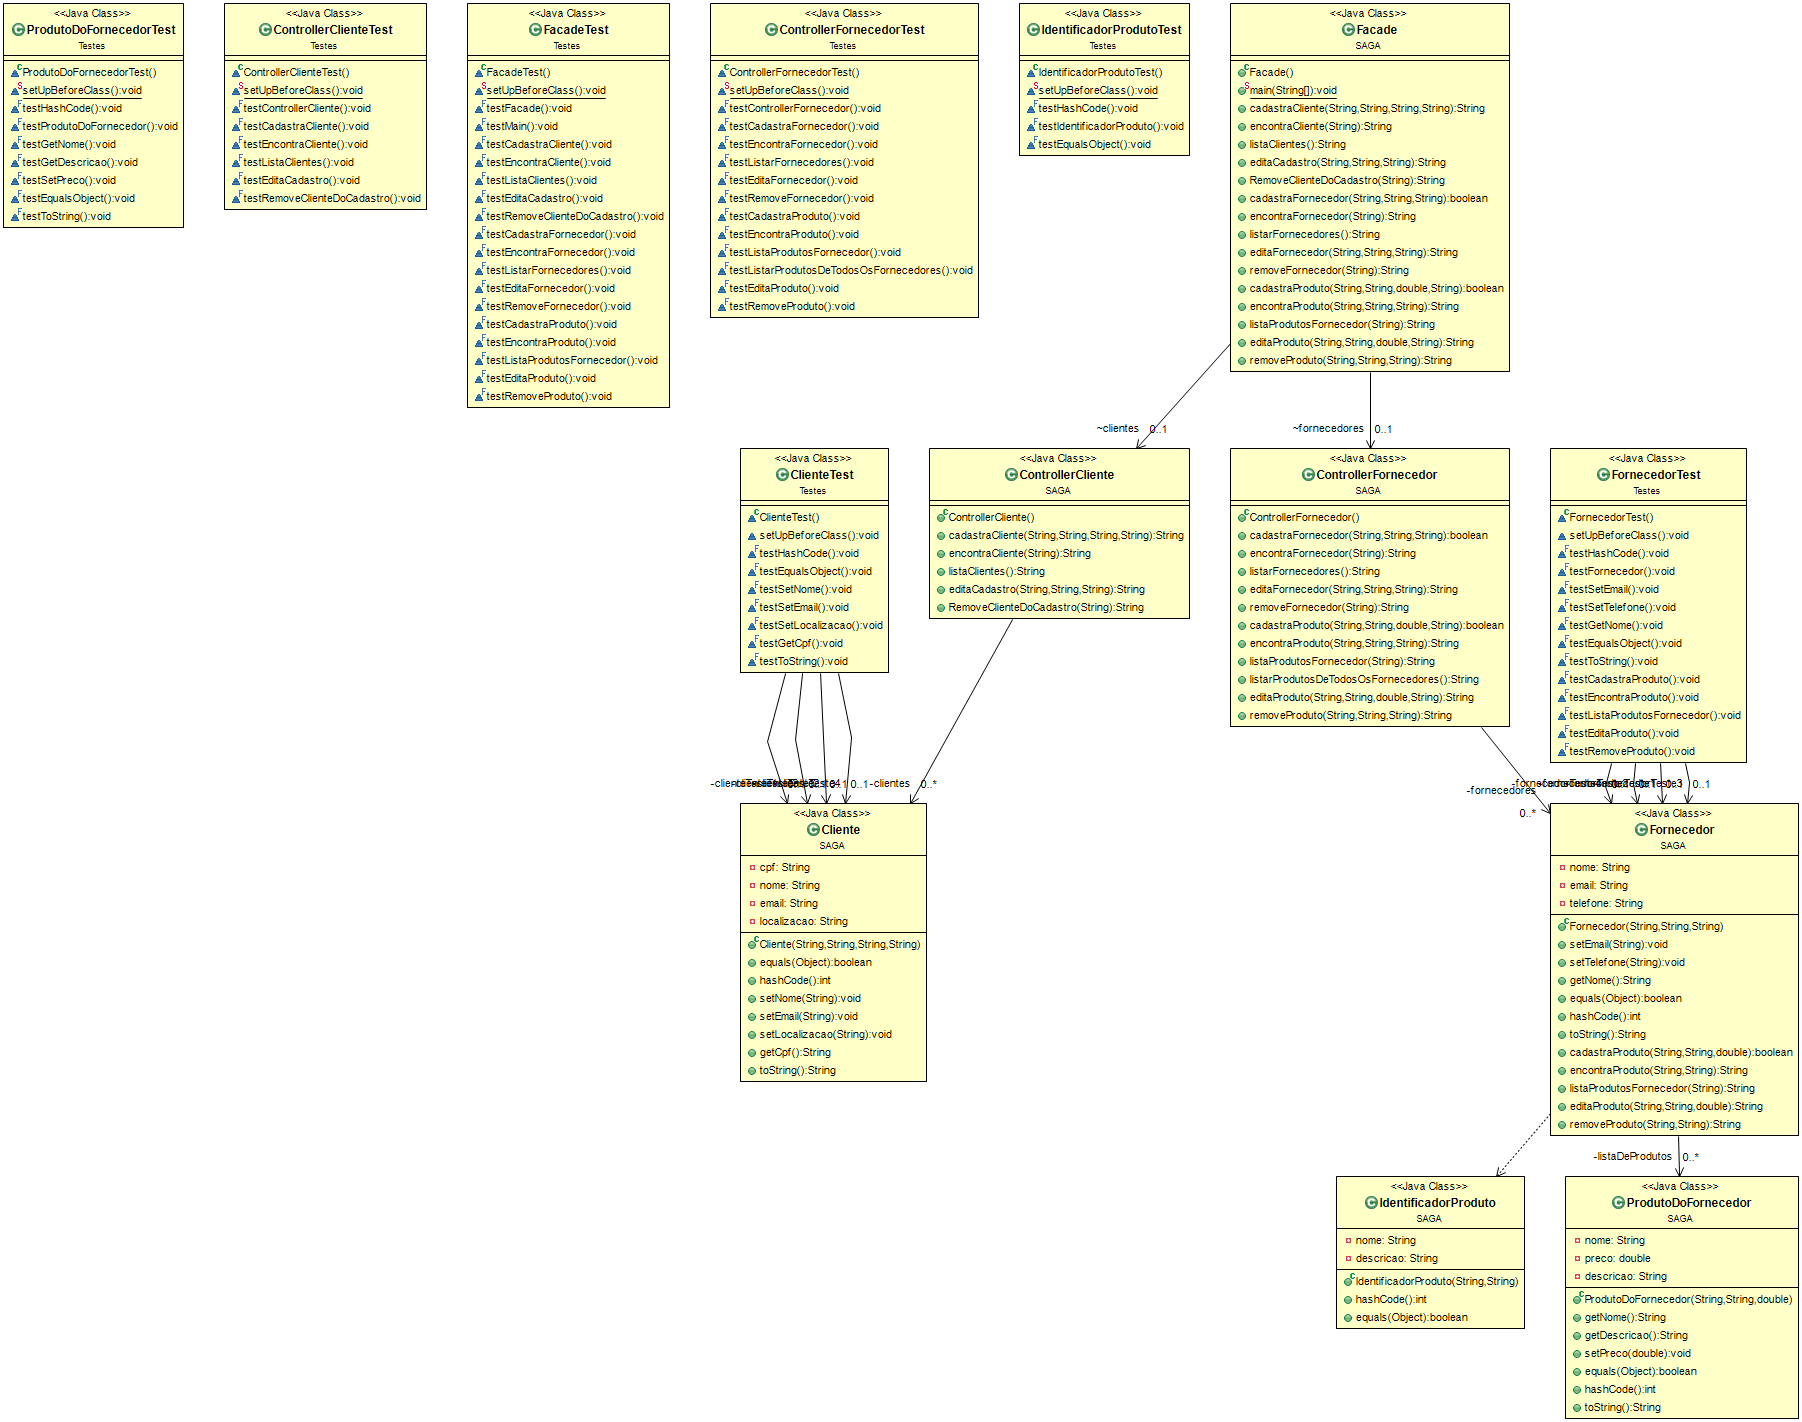 <<Java Class>>
ProdutoDoFornecedorTest
Testes
ProdutoDoFornecedorTest()
setUpBeforeClass():void
testHashCode():void
testProdutoDoFornecedor():void
testGetNome():void
testGetDescricao():void
testSetPreco():void
testEqualsObject():void
testToString():void
<<Java Class>>
ControllerClienteTest
Testes
ControllerClienteTest()
setUpBeforeClass():void
testControllerCliente():void
testCadastraCliente():void
testEncontraCliente():void
testListaClientes():void
testEditaCadastro():void
testRemoveClienteDoCadastro():void
<<Java Class>>
FacadeTest
Testes
FacadeTest()
setUpBeforeClass():void
testFacade():void
testMain():void
testCadastraCliente():void
testEncontraCliente():void
testListaClientes():void
testEditaCadastro():void
testRemoveClienteDoCadastro():void
testCadastraFornecedor():void
testEncontraFornecedor():void
testListarFornecedores():void
testEditaFornecedor():void
testRemoveFornecedor():void
testCadastraProduto():void
testEncontraProduto():void
testListaProdutosFornecedor():void
testEditaProduto():void
testRemoveProduto():void
<<Java Class>>
ControllerFornecedorTest
Testes
ControllerFornecedorTest()
setUpBeforeClass():void
testControllerFornecedor():void
testCadastraFornecedor():void
testEncontraFornecedor():void
testListarFornecedores():void
testEditaFornecedor():void
testRemoveFornecedor():void
testCadastraProduto():void
testEncontraProduto():void
testListaProdutosFornecedor():void
testListarProdutosDeTodosOsFornecedores():void
testEditaProduto():void
testRemoveProduto():void
<<Java Class>>
IdentificadorProdutoTest
Testes
IdentificadorProdutoTest()
setUpBeforeClass():void
testHashCode():void
testIdentificadorProduto():void
testEqualsObject():void
<<Java Class>>
Facade
SAGA
Facade()
main(String[]):void
cadastraCliente(String,String,String,String):String
encontraCliente(String):String
listaClientes():String
editaCadastro(String,String,String):String
RemoveClienteDoCadastro(String):String
cadastraFornecedor(String,String,String):boolean
encontraFornecedor(String):String
listarFornecedores():String
editaFornecedor(String,String,String):String
removeFornecedor(String):String
cadastraProduto(String,String,double,String):boolean
encontraProduto(String,String,String):String
listaProdutosFornecedor(String):String
editaProduto(String,String,double,String):String
removeProduto(String,String,String):String
~clientes 0..1
~fornecedores 0..1
<<Java Class>>
ClienteTest
Testes
ClienteTest()
setUpBeforeClass():void
testHashCode():void
testEqualsObject():void
testSetNome():void
testSetEmail():void
testSetLocalizacao():void
testGetCpf():void
testToString():void
<<Java Class>>
ControllerCliente
SAGA
ControllerCliente()
cadastraCliente(String,String,String,String):String
encontraCliente(String):String
listaClientes():String
editaCadastro(String,String,String):String
RemoveClienteDoCadastro(String):String
<<Java Class>>
ControllerFornecedor
SAGA
ControllerFornecedor()
cadastraFornecedor(String,String,String):boolean
encontraFornecedor(String):String
listarFornecedores():String
editaFornecedor(String,String,String):String
removeFornecedor(String):String
cadastraProduto(String,String,double,String):boolean
encontraProduto(String,String,String):String
listaProdutosFornecedor(String):String
listarProdutosDeTodosOsFornecedores():String
editaProduto(String,String,double,String):String
removeProduto(String,String,String):String
<<Java Class>>
FornecedorTest
Testes
FornecedorTest()
setUpBeforeClass():void
testHashCode():void
testFornecedor():void
testSetEmail():void
testSetTelefone():void
testGetNome():void
testEqualsObject():void
testToString():void
testCadastraProduto():void
testEncontraProduto():void
testListaProdutosFornecedor():void
testEditaProduto():void
testRemoveProduto():void
0..1
-clientes 0..*
-fornecedores
0..*
0..1
<<Java Class>>
Cliente
SAGA
cpf: String
nome: String
email: String
localizacao: String
Cliente(String,String,String,String)
equals(Object):boolean
hashCode():int
setNome(String):void
setEmail(String):void
setLocalizacao(String):void
getCpf():String
toString():String
<<Java Class>>
Fornecedor
SAGA
nome: String
email: String
telefone: String
Fornecedor(String,String,String)
setEmail(String):void
setTelefone(String):void
getNome():String
equals(Object):boolean
hashCode():int
toString():String
cadastraProduto(String,String,double):boolean
encontraProduto(String,String):String
listaProdutosFornecedor(String):String
editaProduto(String,String,double):String
removeProduto(String,String):String
-listaDeProdutos 0..*
<<Java Class>>
IdentificadorProduto
SAGA
nome: String
descricao: String
IdentificadorProduto(String,String)
hashCode():int
equals(Object):boolean
<<Java Class>>
ProdutoDoFornecedor
SAGA
nome: String
preco: double
descricao: String
ProdutoDoFornecedor(String,String,double)
getNome():String
getDescricao():String
setPreco(double):void
equals(Object):boolean
hashCode():int
toString():String